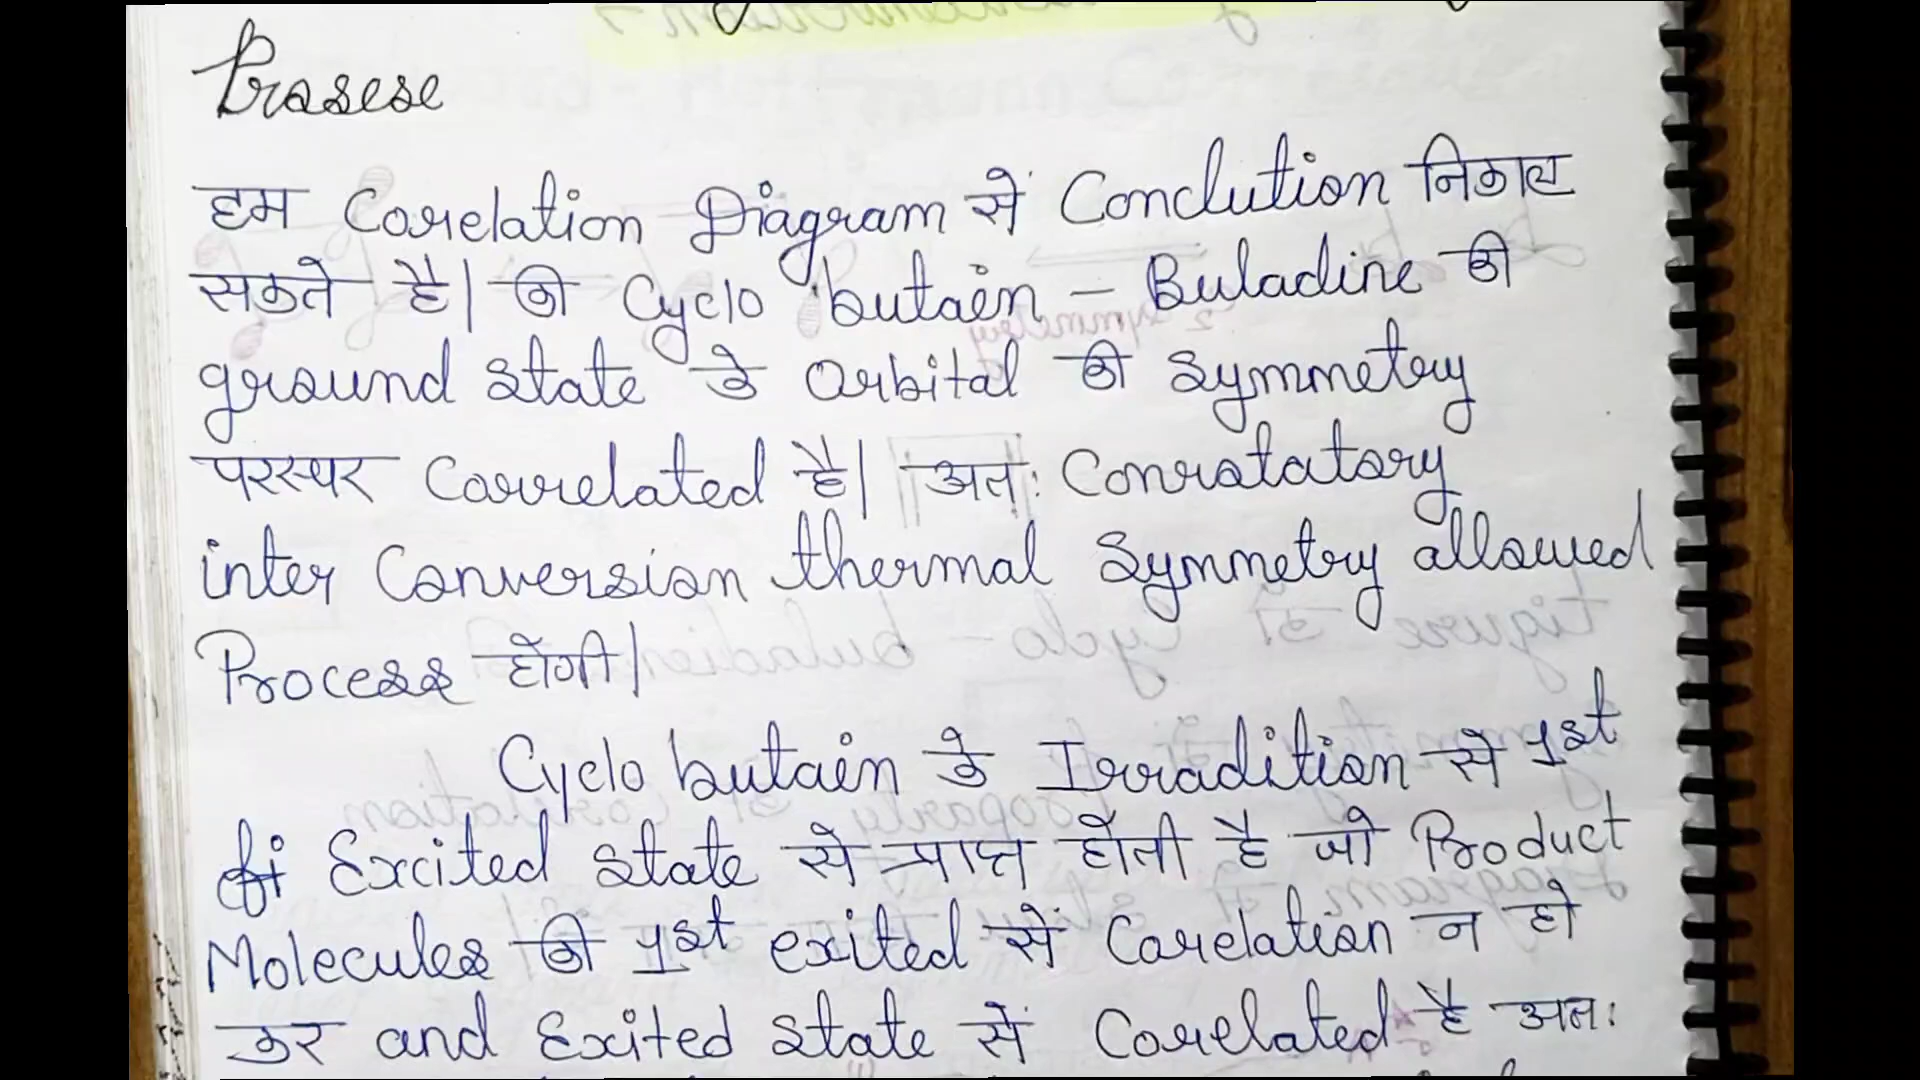 Prosese
हम Corelation Diagram से Conclution निकाल
सकते है। की Cyclo butain - Buladine की
ground state के Orbital की Symmetry
परस्पर Correlated है। अतः Conratatory
inter Conversion thermal Symmetry allowed
Process होगी।
Cyclo butain के Irradition से 1st
Excited state से प्राप्त होती है जो Product
Molecules की 1st exited से Corelation न हो
कर and Exited state से Corelated है अतः